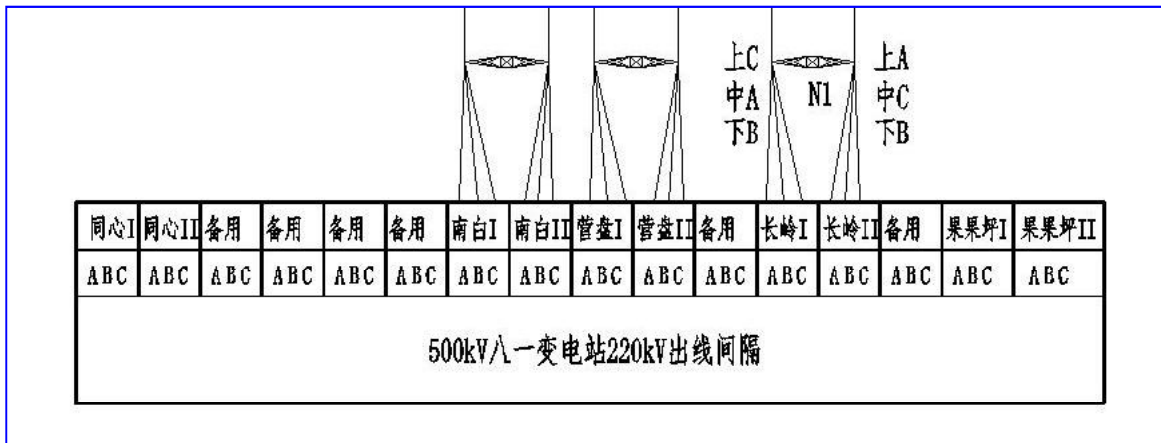 上C 上A
中A N1 中C
下B 下B
同心I 同心II 备用 备用 备用 备用 南白I 南白II 营盘I 营盘II 备用 长岭I 长岭II 备用 果果坪I 果果坪II
ABC ABC ABC ABC ABC ABC ABC ABC ABC ABC ABC ABC ABC ABC ABC ABC
500kV八一变电站220kV出线间隔